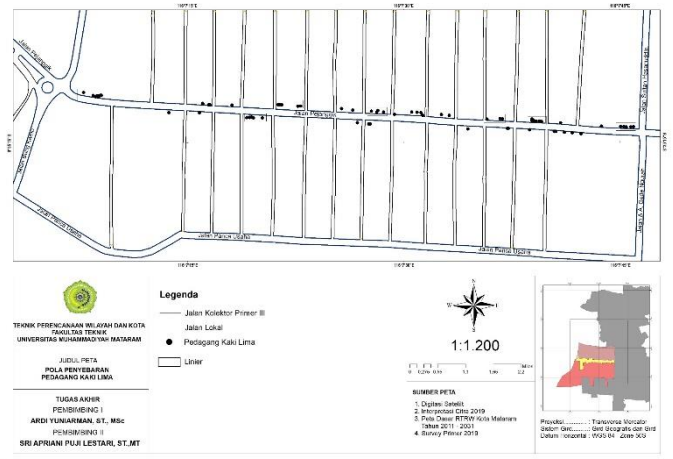 Jalan Pejanggik
Jalan Pejanggik
Jalan Panca Usaha
Jalan Panca Usaha
Jalan Panca Usaha
TEKNIK PERENCANAAN WILAYAH DAN KOTA
FAKULTAS TEKNIK
UNIVERSITAS MUHAMMADIYAH MATARAM
JUDUL PETA
POLA PENYEBARAN
PEDAGANG KAKI LIMA
TUGAS AKHIR
PEMBIMBING I
ARDI YUNIARMAN, ST., MSc
PEMBIMBING II
SRI APRIANI PUJI LESTARI, ST.,MT
Legenda
Jalan Kolektor Primer III
Jalan Lokal
Pedagang Kaki Lima
Linier
N
W
E
S
1:1.200
SUMBER PETA
1. Digitasi Satelit
2. Interpretasi Citra 2019
3. Peta Dasar RTRW Kota Mataram
Tahun 2011 - 2031
4. Survey Primer 2019
Proyeksi............ : Transverse Mercator
Sistem Grid.......... : Grid Geografis dan Grid
Datum Horizontal : WGS 84 Zone 50S